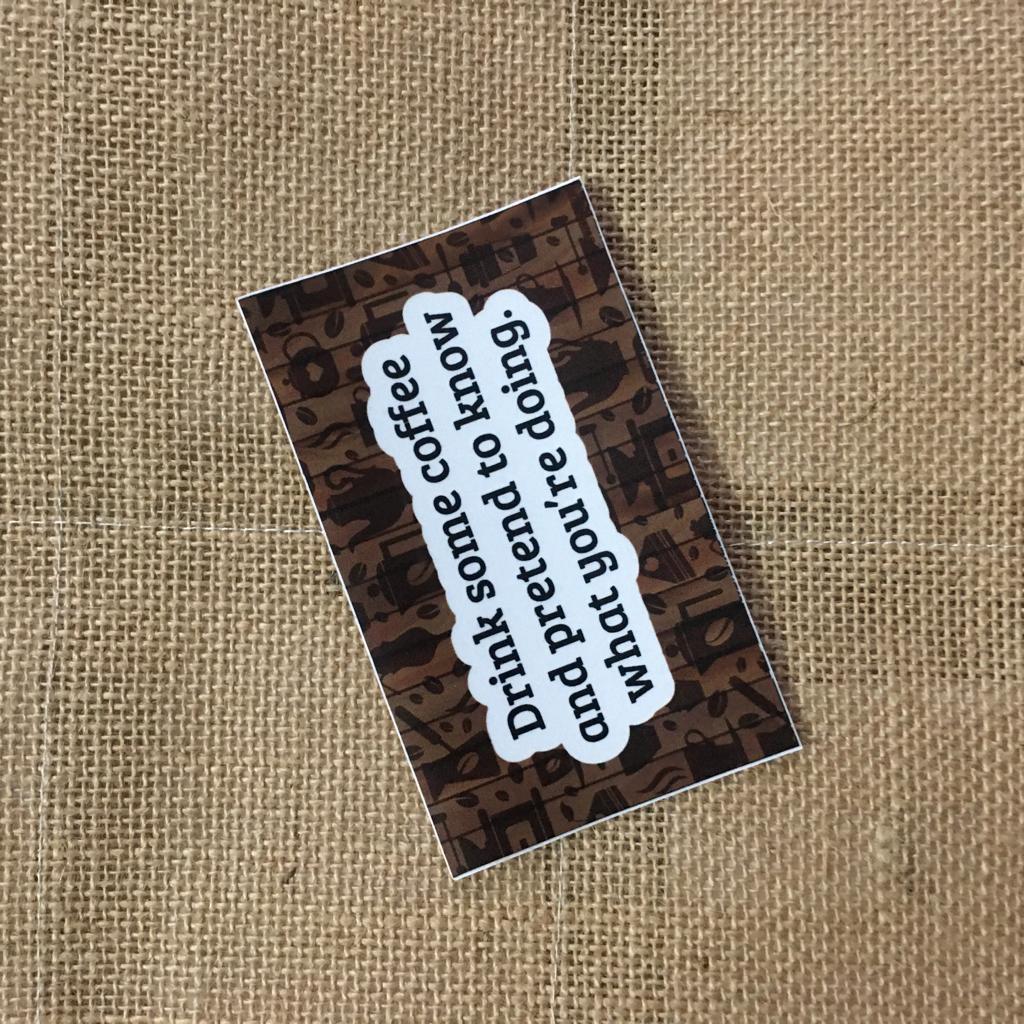 Drink some coffee
and pretend to know
what you're doing.